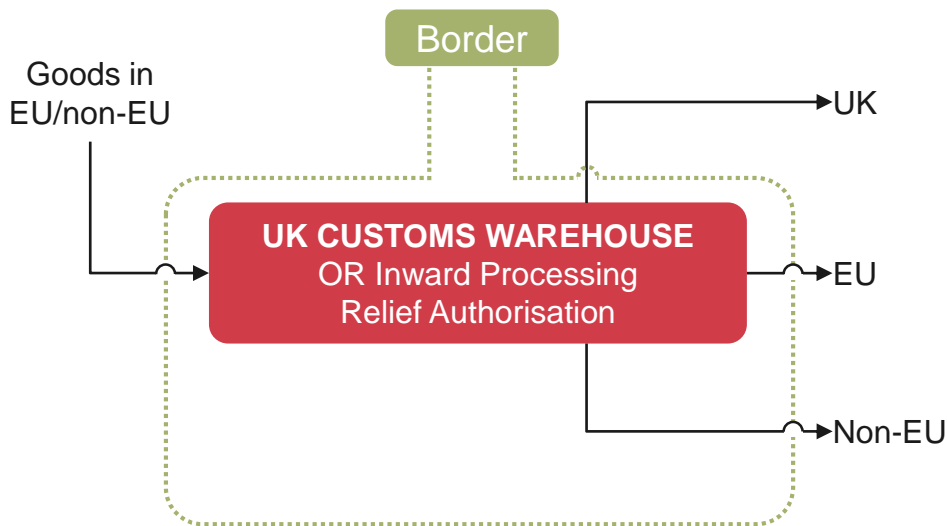 Border
Goods in
EU/non-EU
UK
UK CUSTOMS WAREHOUSE
OR Inward Processing
Relief Authorisation
EU
Non-EU